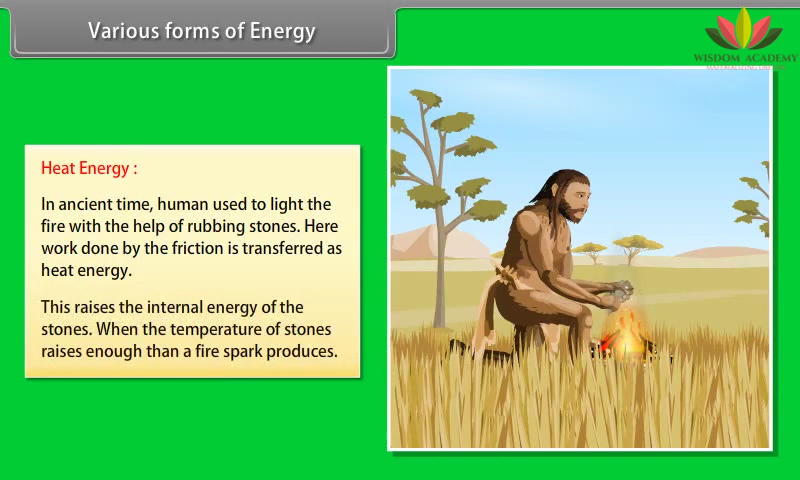 Various forms of Energy
WISDOM ACADEMY
Heat Energy :
In ancient time, human used to light the
fire with the help of rubbing stones. Here
work done by the friction is transferred as
heat energy.
This raises the internal energy of the
stones. When the temperature of stones
raises enough than a fire spark produces.